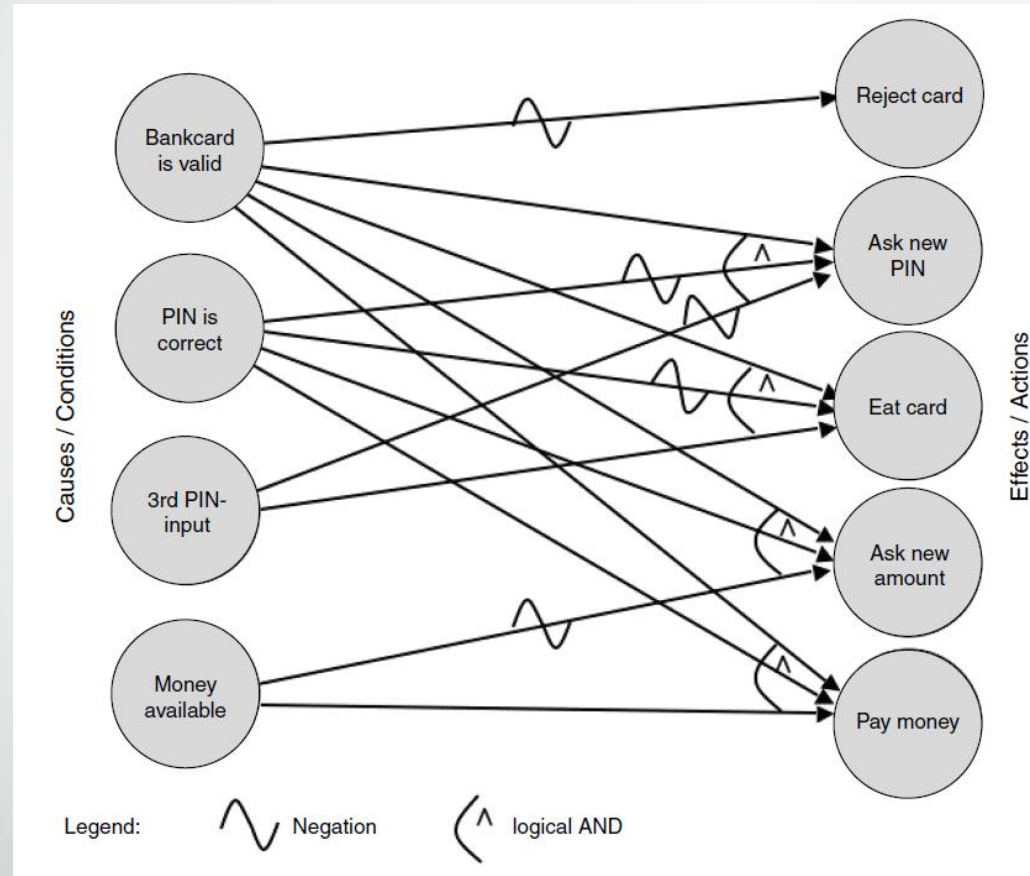 Causes / Conditions
Bankcard
is valid
PIN is
correct
3rd PIN-
input
Money
available
Reject card
Ask new
PIN
Eat card
Ask new
amount
Pay money
Effects / Actions
^
^
^
^
Legend:
Negation
^ logical AND